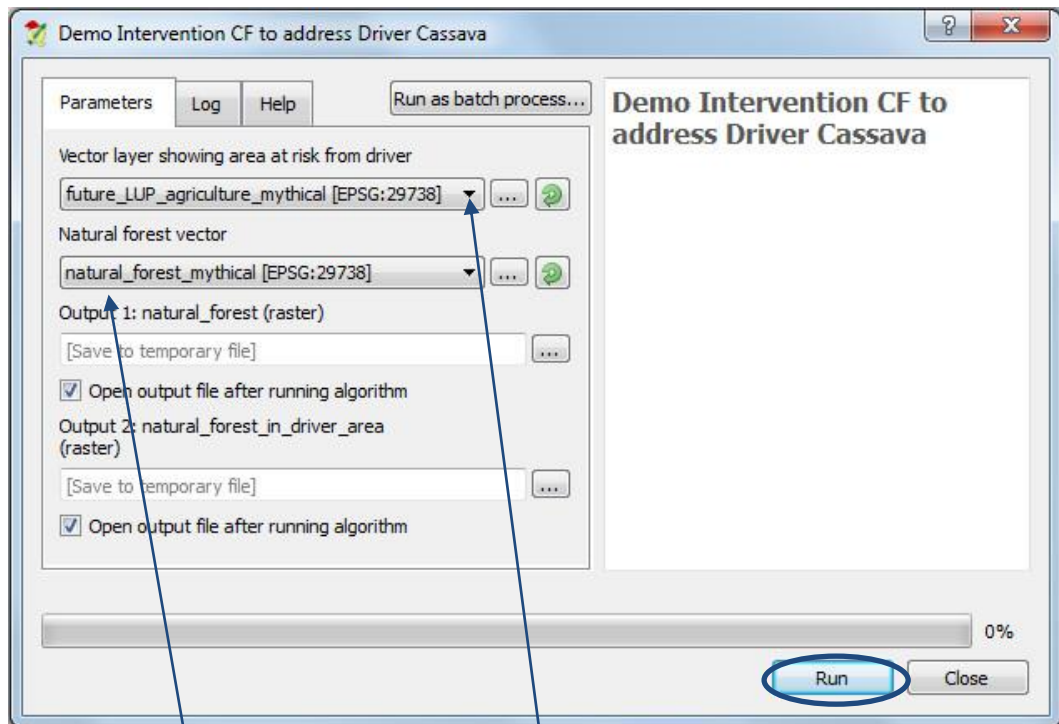 Demo Intervention CF to address Driver Cassava
Parameters
Log
Help
Run as batch process...
Vector layer showing area at risk from driver
future_LUP_agriculture_mythical [EPSG:29738]
...
Natural forest vector
natural_forest_mythical [EPSG:29738]
...
Output 1: natural_forest (raster)
[Save to temporary file]
...
Open output file after running algorithm
Output 2: natural_forest_in_driver_area
(raster)
[Save to temporary file]
...
Open output file after running algorithm
Demo Intervention CF to
address Driver Cassava
0%
Run
Close